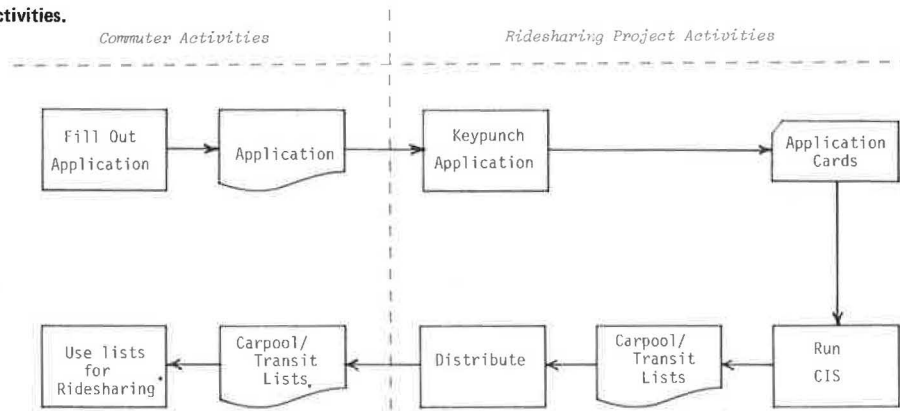 ctivities.
Commuter Activities
Ridesharing Project Activities
Fill Out
Application
Application
Keypunch
Application
Application
Cards
Use lists
for
Ridesharing
Carpool/
Transit
Lists
Distribute
Carpool/
Transit
Lists
Run
CIS